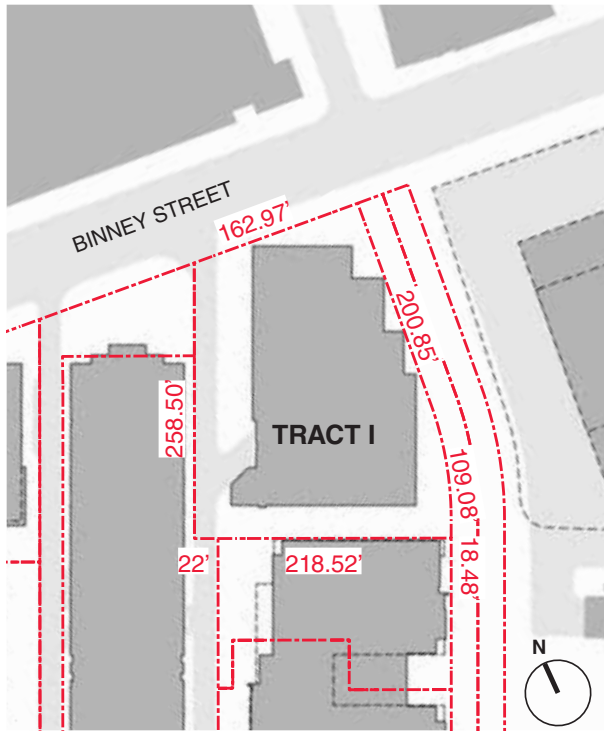 BINNEY STREET
162.97’
200.85’
258.50’
TRACT I
109.08’
18.48’
22’
218.52’
N